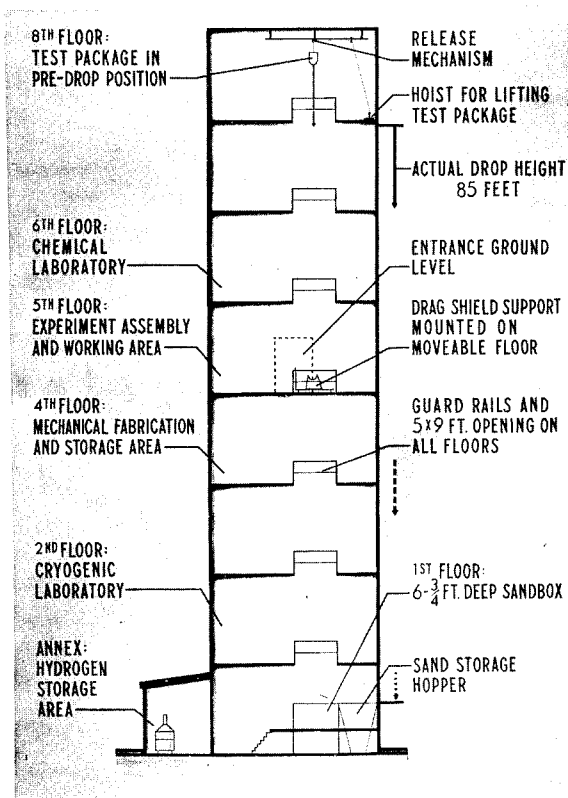 8TH FLOOR:
TEST PACKAGE IN
PRE-DROP POSITION
6TH FLOOR:
CHEMICAL
LABORATORY
5TH FLOOR:
EXPERIMENT ASSEMBLY
AND WORKING AREA
4TH FLOOR:
MECHANICAL FABRICATION
AND STORAGE AREA
2ND FLOOR:
CRYOGENIC
LABORATORY
ANNEX:
HYDROGEN
STORAGE
AREA
RELEASE
MECHANISM
HOIST FOR LIFTING
TEST PACKAGE
ACTUAL DROP HEIGHT
85 FEET
ENTRANCE GROUND
LEVEL
DRAG SHIELD SUPPORT
MOUNTED ON
MOVEABLE FLOOR
GUARD RAILS AND
5x9 FT. OPENING ON
ALL FLOORS
1ST FLOOR:
6-3/4 FT. DEEP SANDBOX
SAND STORAGE
HOPPER